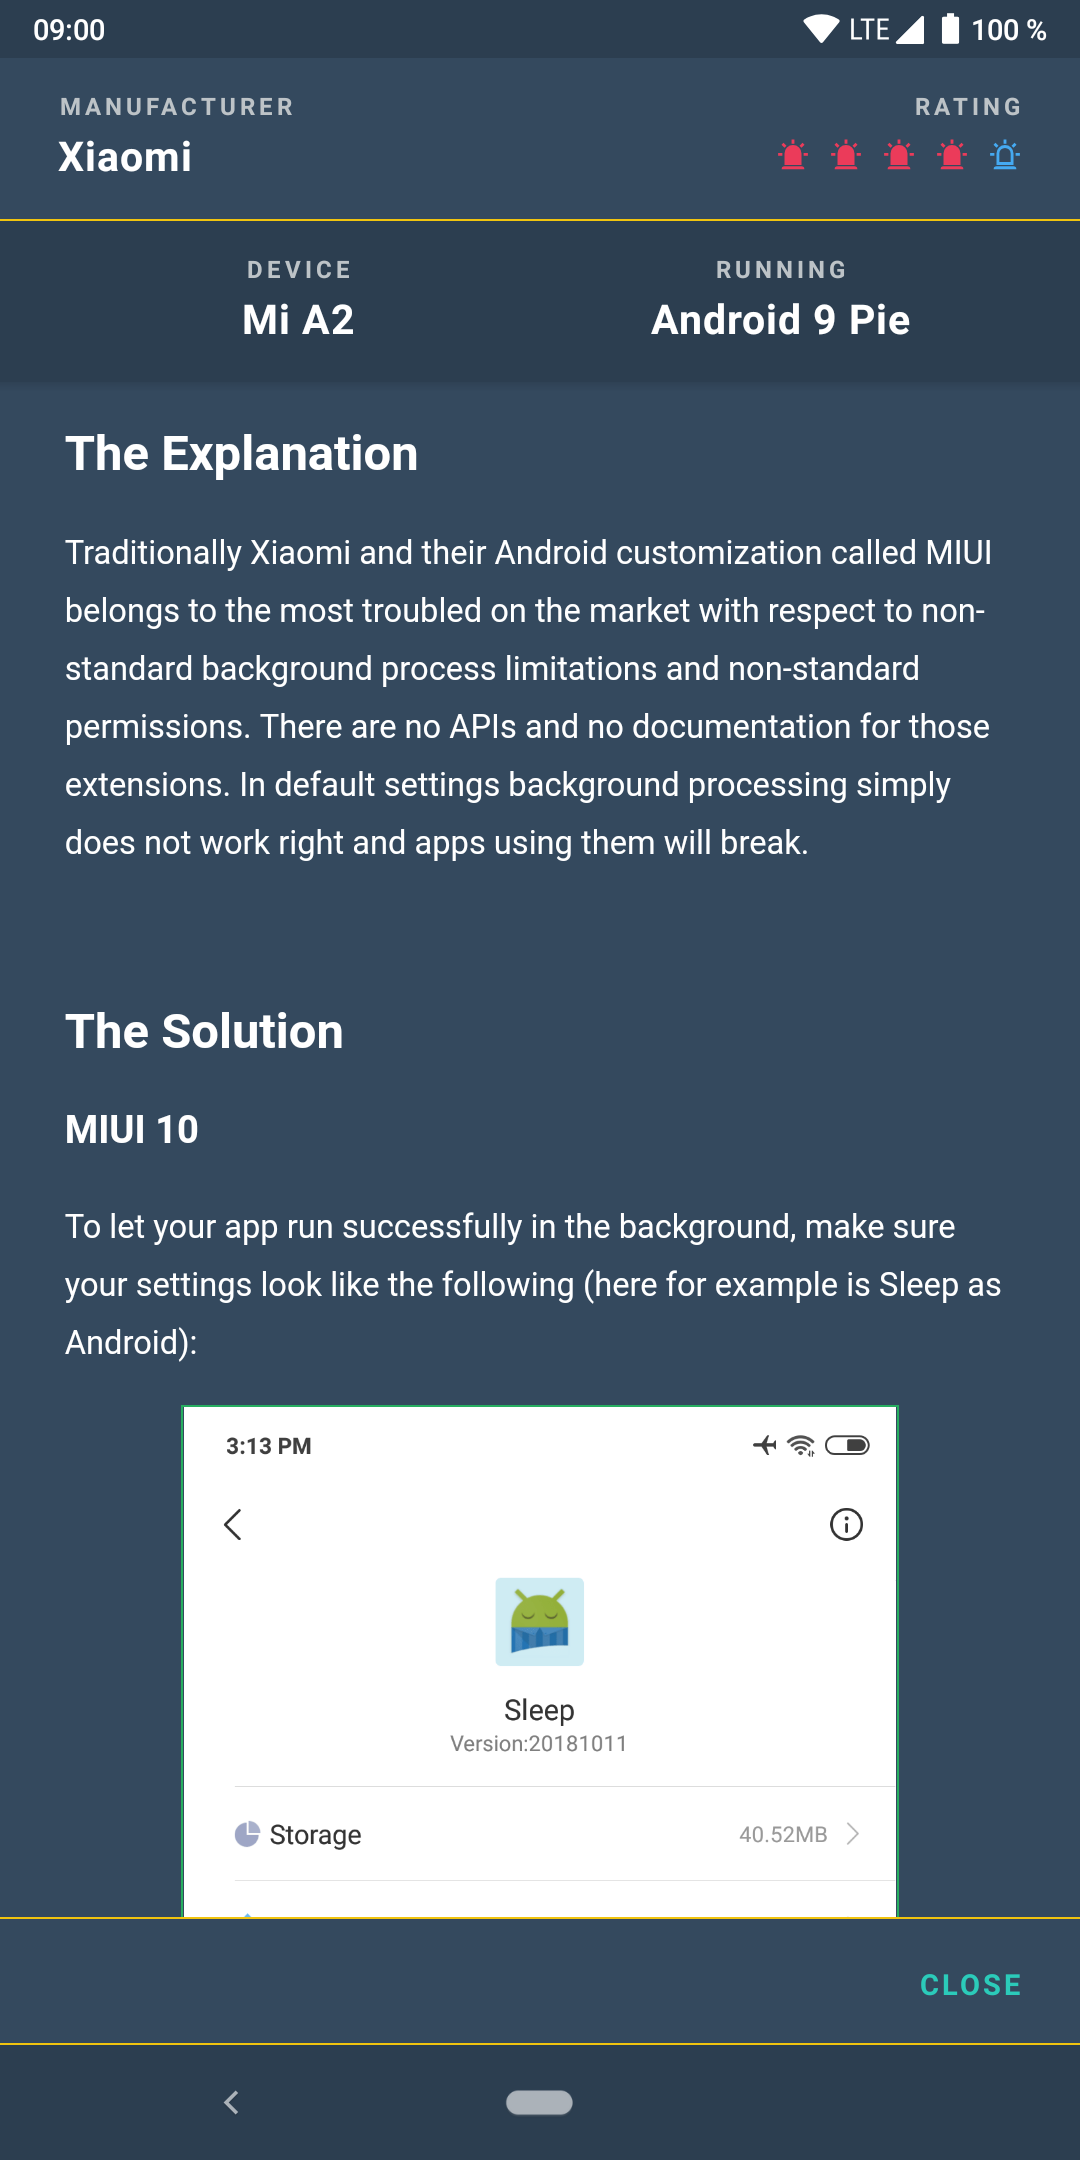 09:00 LTE 100 %
MANUFACTURER RATING
Xiaomi
DEVICE RUNNING
Mi A2 Android 9 Pie
The Explanation
Traditionally Xiaomi and their Android customization called MIUI
belongs to the most troubled on the market with respect to non-
standard background process limitations and non-standard
permissions. There are no APIs and no documentation for those
extensions. In default settings background processing simply
does not work right and apps using them will break.
The Solution
MIUI 10
To let your app run successfully in the background, make sure
your settings look like the following (here for example is Sleep as
Android):
3:13 PM
Sleep
Version:20181011
Storage 40.52MB
CLOSE